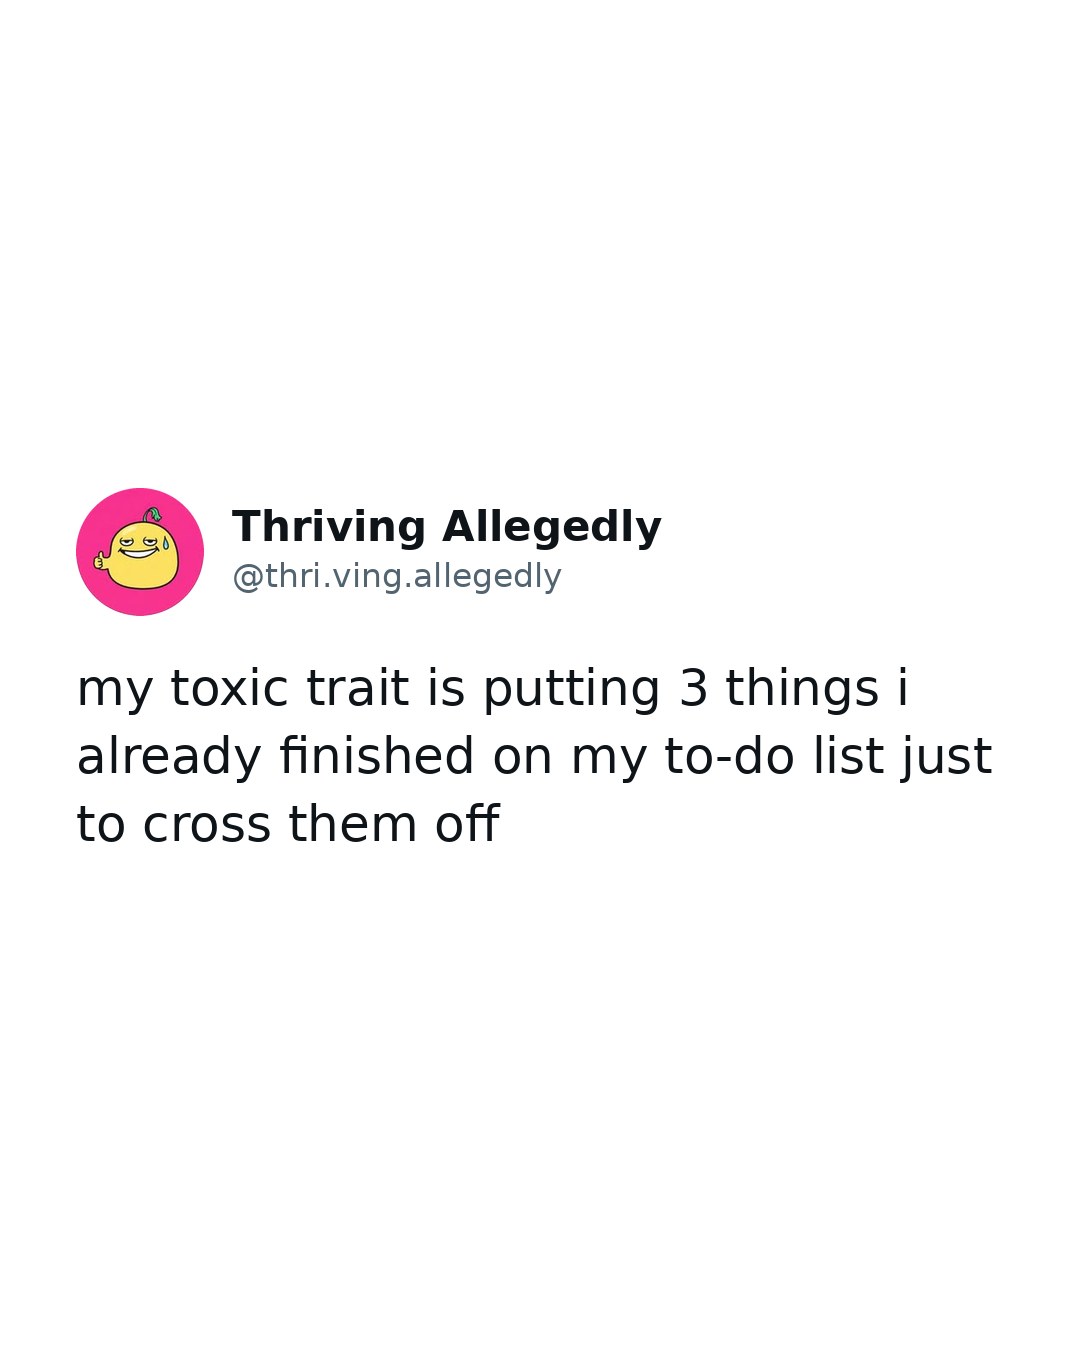 Thriving Allegedly
@thri.ving.allegedly
my toxic trait is putting 3 things i
already finished on my to-do list just
to cross them off